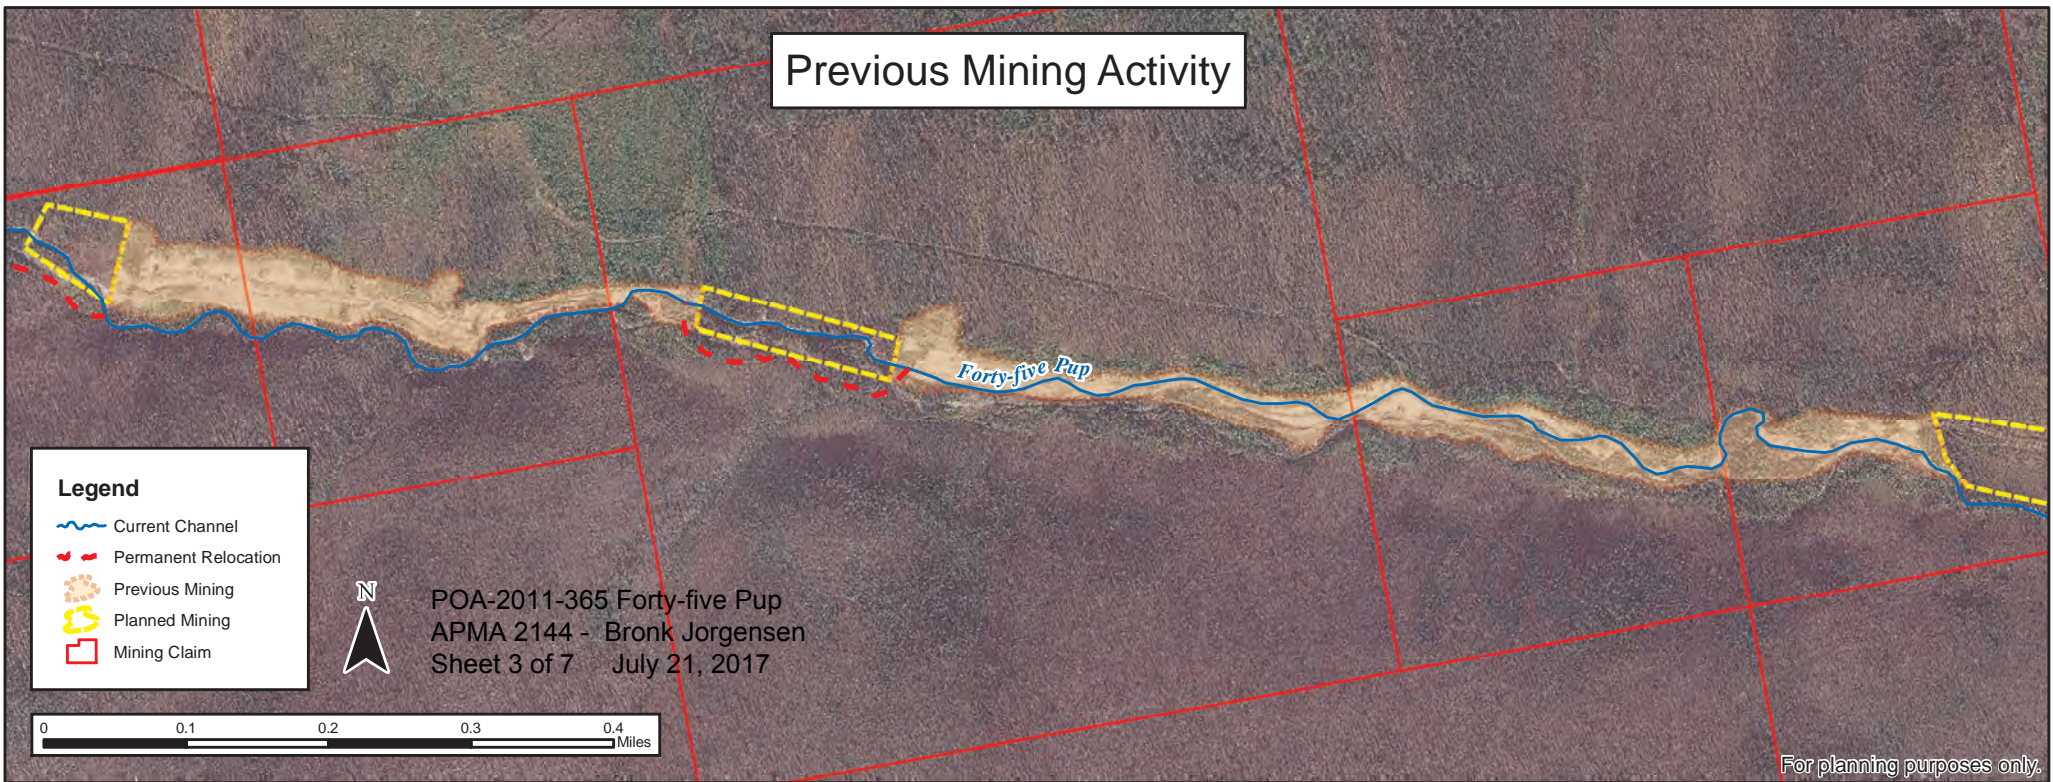 Previous Mining Activity
Forty-five Pup
Legend
Current Channel
Permanent Relocation
Previous Mining
Planned Mining
Mining Claim
N
POA-2011-365 Forty-five Pup
APMA 2144 - Bronk Jorgensen
Sheet 3 of 7 July 21, 2017
0 0.1 0.2 0.3 0.4
Miles
For planning purposes only.